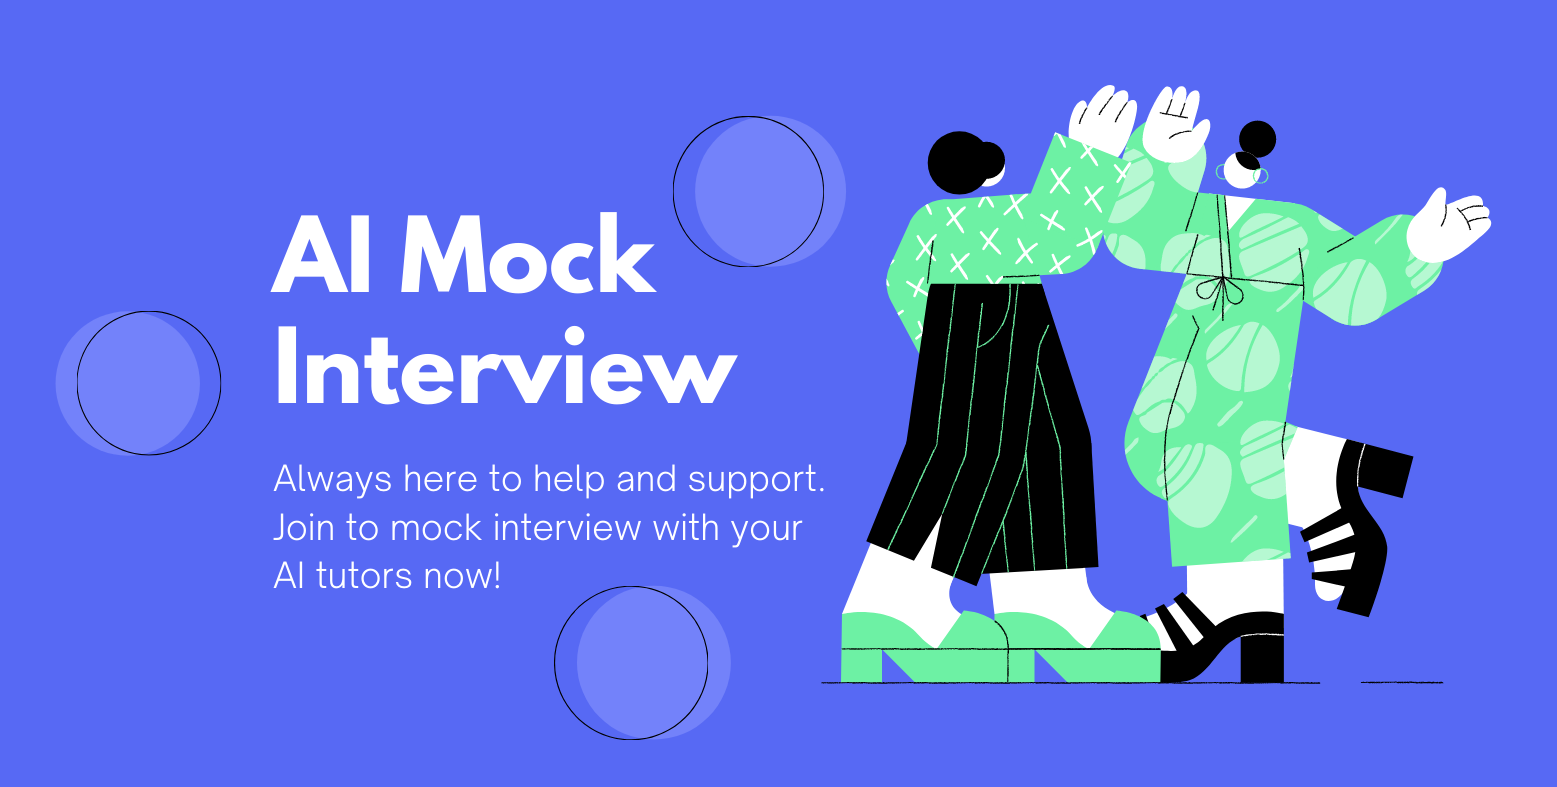 AI Mock
Interview
Always here to help and support.
Join to mock interview with your
AI tutors now!